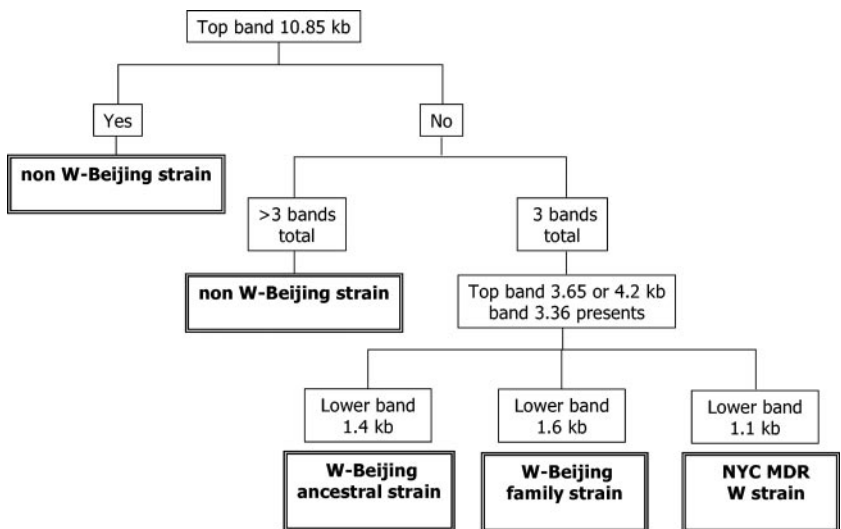 Top band 10.85 kb
Yes
No
non W-Beijing strain
>3 bands
total
3 bands
total
non W-Beijing strain
Top band 3.65 or 4.2 kb
band 3.36 presents
Lower band
1.4 kb
Lower band
1.6 kb
Lower band
1.1 kb
W-Beijing
ancestral strain
W-Beijing
family strain
NYC MDR
W strain